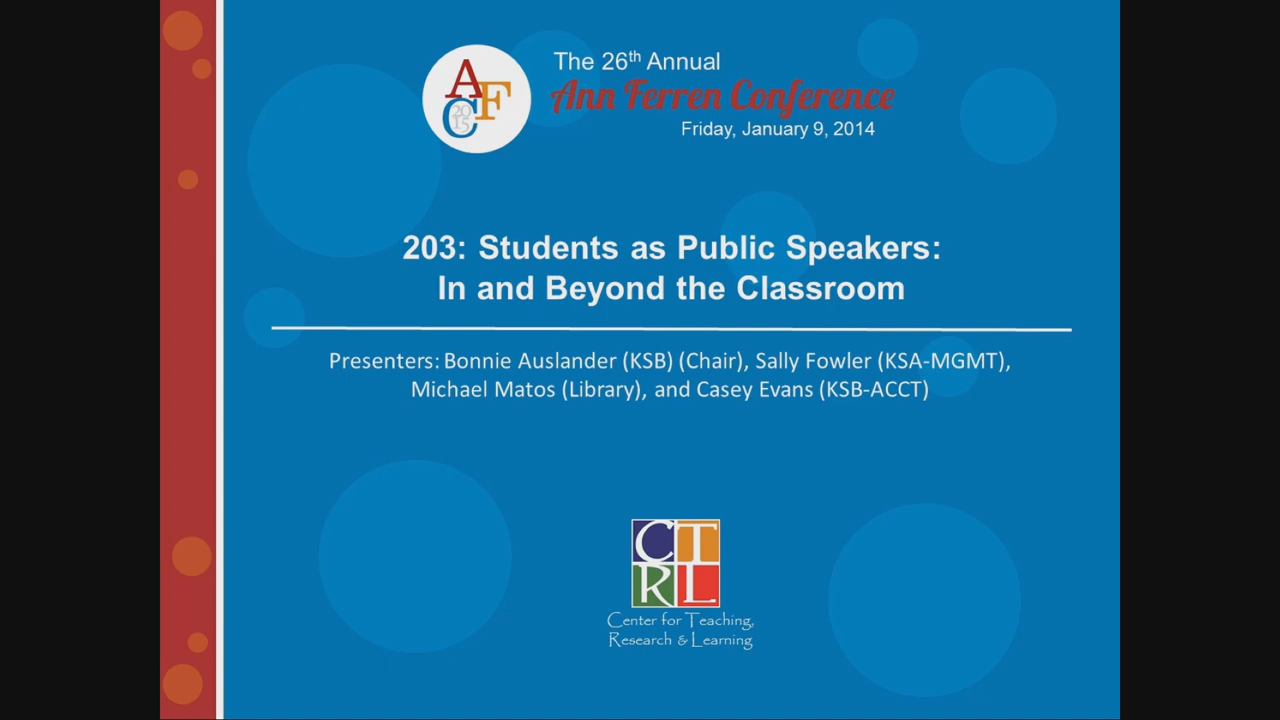 A
F
C
20
15
The 26th Annual
Ann Ferren Conference
Friday, January 9, 2014
203: Students as Public Speakers:
In and Beyond the Classroom
Presenters: Bonnie Auslander (KSB) (Chair), Sally Fowler (KSA-MGMT),
Michael Matos (Library), and Casey Evans (KSB-ACCT)
CT
RL
Center for Teaching,
Research & Learning